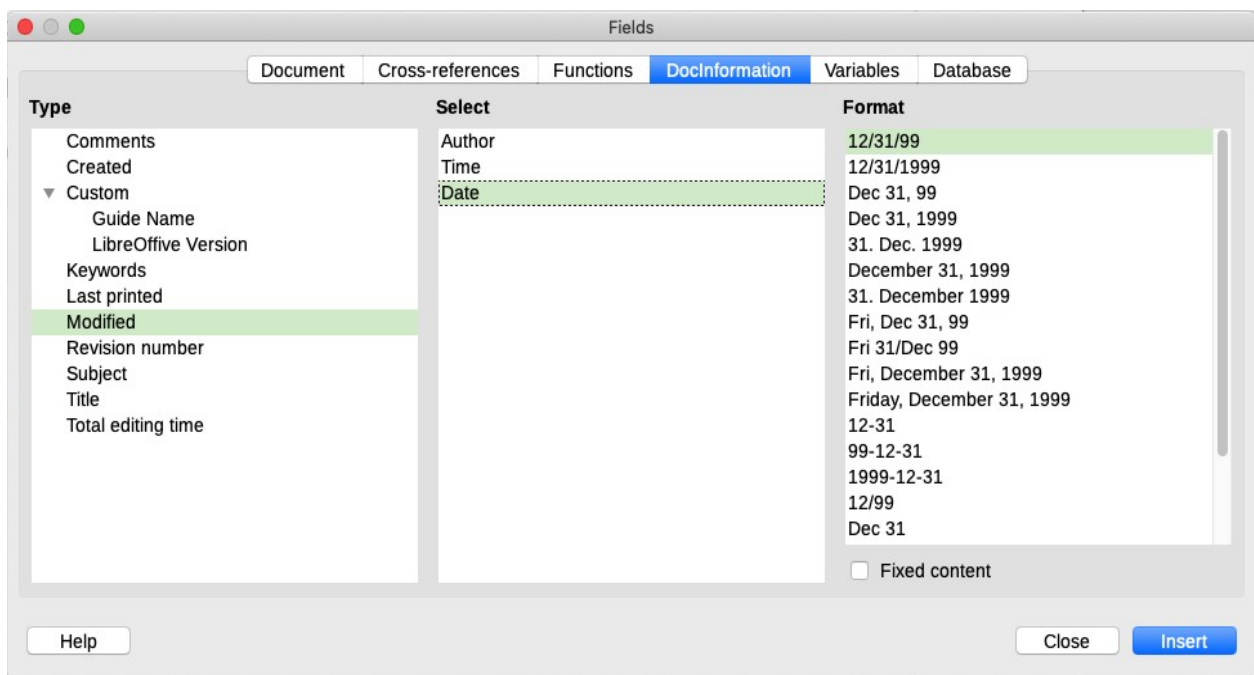 Fields
Document Cross-references Functions DocInformation Variables Database
Type
Comments
Created
Custom
Guide Name
LibreOffive Version
Keywords
Last printed
Modified
Revision number
Subject
Title
Total editing time
Select
Author
Time
Date
Format
12/31/99
12/31/1999
Dec 31, 99
Dec 31, 1999
31. Dec. 1999
December 31, 1999
31. December 1999
Fri, Dec 31, 99
Fri 31/Dec 99
Fri, December 31, 1999
Friday, December 31, 1999
12-31
99-12-31
1999-12-31
12/99
Dec 31
Fixed content
Help Close Insert